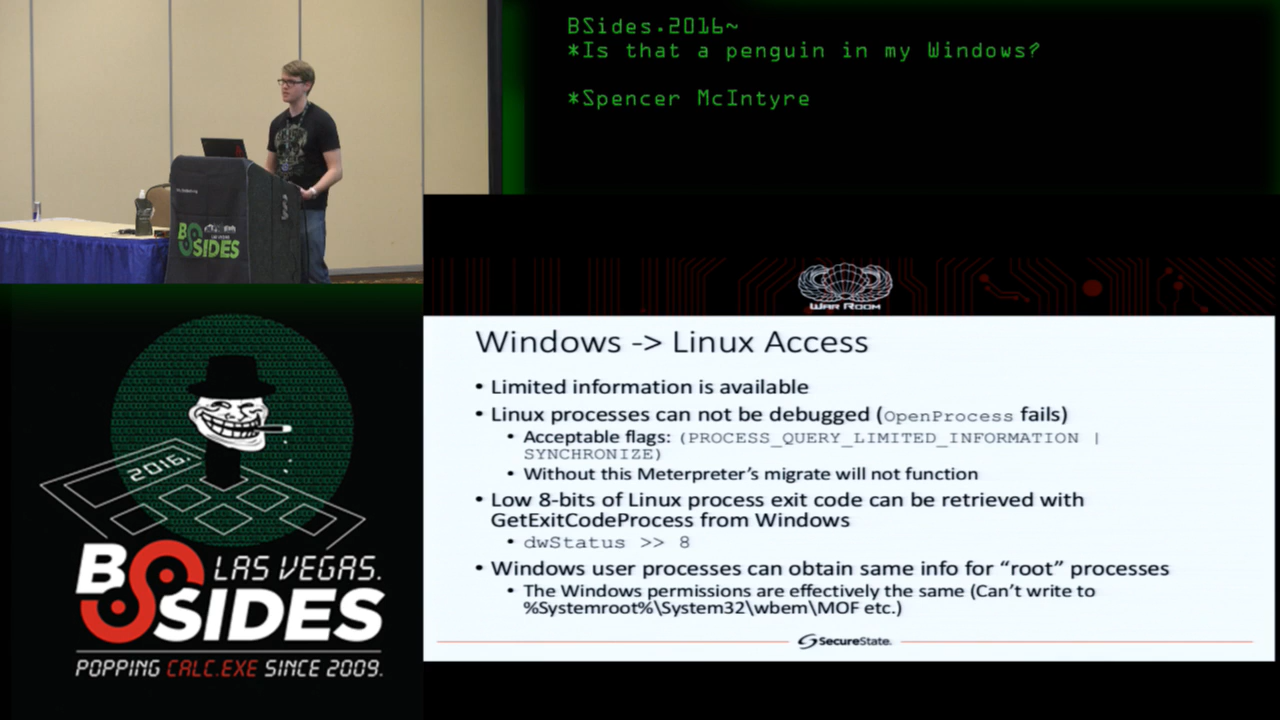 BSides.2016~
*Is that a penguin in my Windows?
*Spencer McIntyre
BSIDES
WAR ROOM
Windows -> Linux Access
• Limited information is available
• Linux processes can not be debugged (OpenProcess fails)
• Acceptable flags: (PROCESS_QUERY_LIMITED_INFORMATION |
SYNCHRONIZE)
• Without this Meterpreter's migrate will not function
• Low 8-bits of Linux process exit code can be retrieved with
GetExitCodeProcess from Windows
• dwStatus >> 8
• Windows user processes can obtain same info for “root” processes
• The Windows permissions are effectively the same (Can't write to
%Systemroot%\System32\wbem\MOF etc.)
SecureState.
2016.
BSIDES
LAS VEGAS.
POPPING CALC.EXE SINCE 2009.